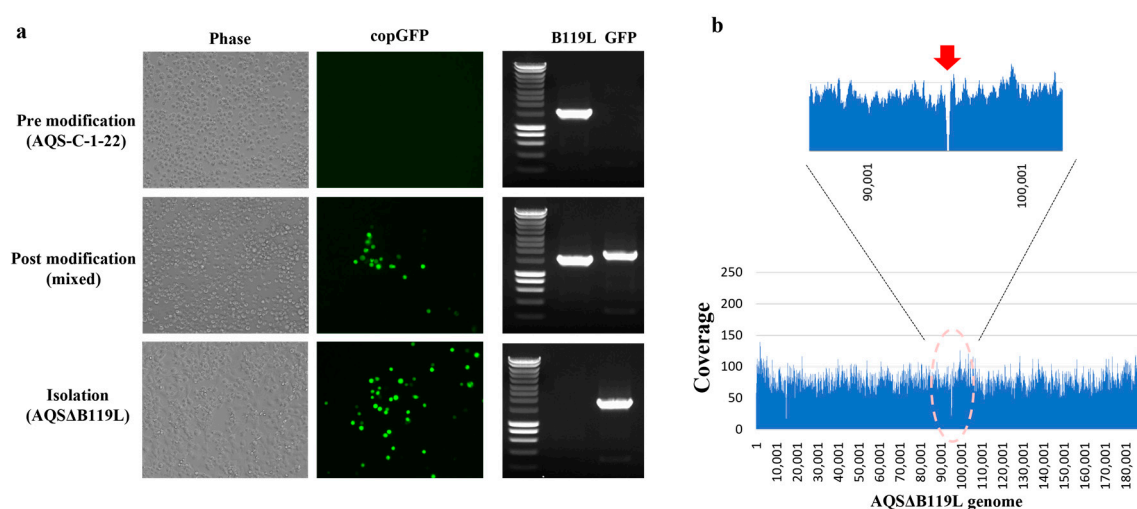 a
Phase copGFP B119L GFP
Pre modification
(AQS-C-1-22)
Post modification
(mixed)
Isolation
(AQSΔB119L)
b
90,001 100,001
250
200
150
100
50
0
Coverage
1 10,001 20,001 30,001 40,001 50,001 60,001 70,001 80,001 90,001 100,001 110,001 120,001 130,001 140,001 150,001 160,001 170,001 180,001
AQSΔB119L genome